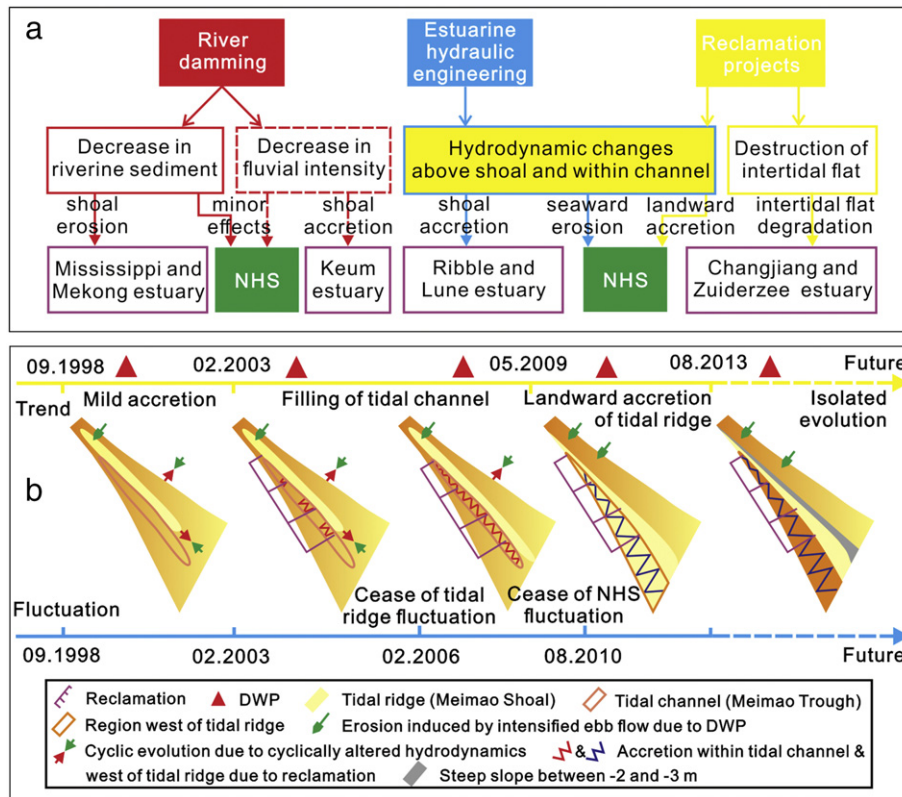 a
River
damming
Estuarine
hydraulic
engineering
Reclamation
projects
Decrease in
riverine sediment
Decrease in
fluvial intensity
Hydrodynamic changes
above shoal and within channel
Destruction of
intertidal flat
shoal
erosion
minor
effects
shoal
accretion
shoal
accretion
seaward
erosion
landward
accretion
intertidal flat
degradation
Mississippi and
Mekong estuary
NHS
Keum
estuary
Ribble and
Lune estuary
NHS
Changjiang and
Zuiderzee estuary
b
09.1998
02.2003
05.2009
08.2013
Future
Trend
Mild accretion
Filling of tidal channel
Landward accretion
of tidal ridge
Isolated
evolution
Fluctuation
Cease of tidal
ridge fluctuation
Cease of NHS
fluctuation
09.1998
02.2003
02.2006
08.2010
Future
Reclamation
DWP
Tidal ridge (Meimao Shoal)
Tidal channel (Meimao Trough)
Region west of tidal ridge
Erosion induced by intensified ebb flow due to DWP
Cyclic evolution due to cyclically altered hydrodynamics
&
Accretion within tidal channel &
west of tidal ridge due to reclamation
Steep slope between -2 and -3 m